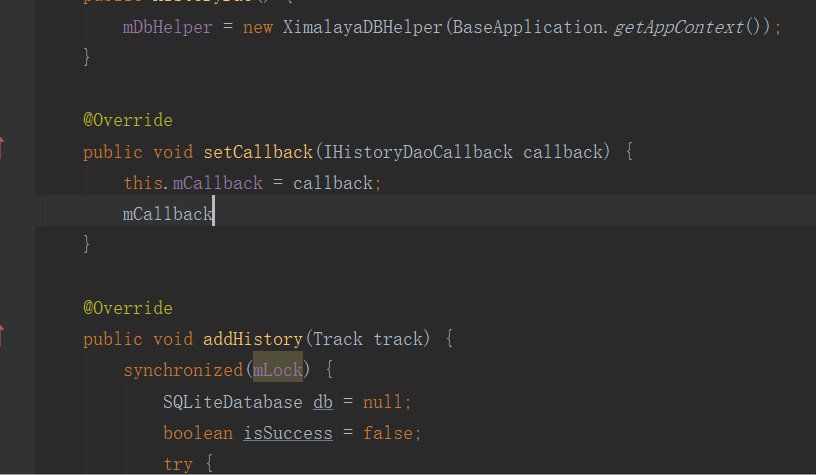 public HistoryDao() {
mDbHelper = new XimalayaDBHelper(BaseApplication.getAppContext());
}
@Override
public void setCallback(IHistoryDaoCallback callback) {
this.mCallback = callback;
mCallback
}
@Override
public void addHistory(Track track) {
synchronized(mLock) {
SQLiteDatabase db = null;
boolean isSuccess = false;
try {